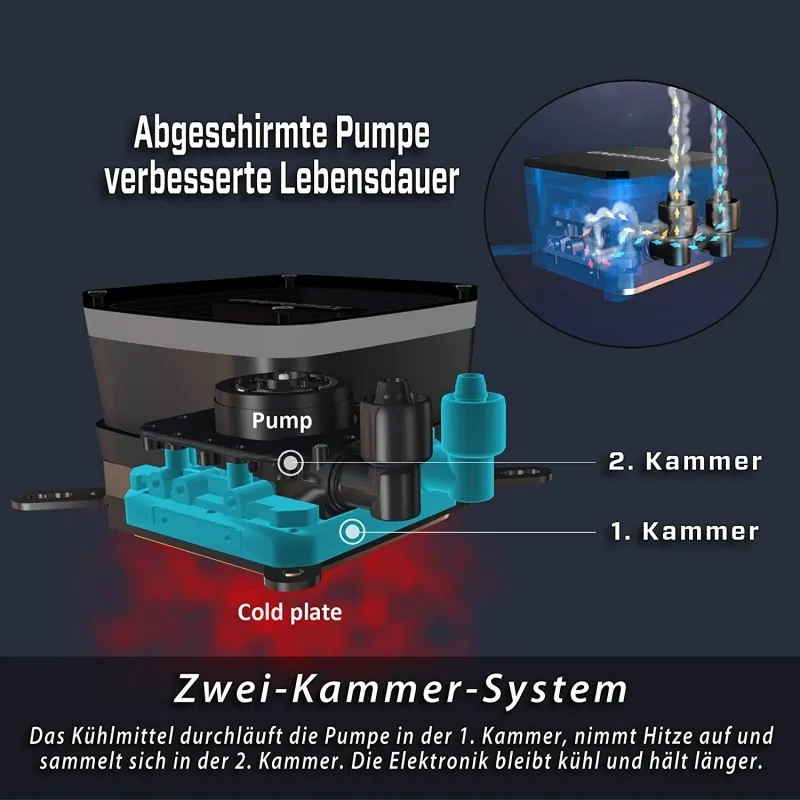 Abgeschirmte Pumpe
verbesserte Lebensdauer
Pump
2. Kammer
1. Kammer
Cold plate
Zwei-Kammer-System
Das Kühlmittel durchläuft die Pumpe in der 1. Kammer, nimmt Hitze auf und
sammelt sich in der 2. Kammer. Die Elektronik bleibt kühl und hält länger.